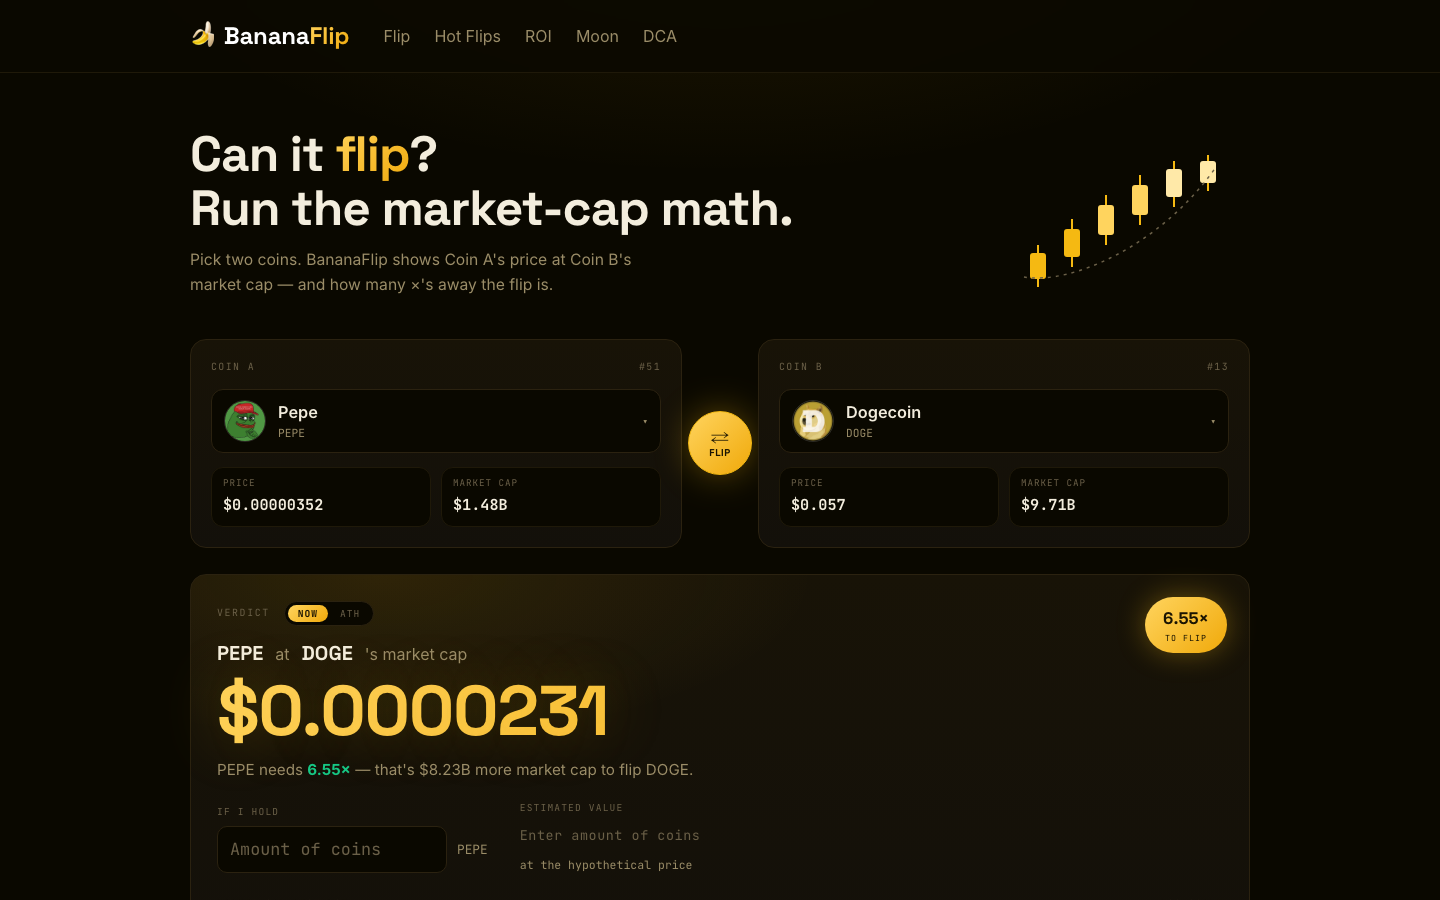 BananaFlip
Flip
Hot Flips
ROI
Moon
DCA
Can it flip?
Run the market-cap math.
Pick two coins. BananaFlip shows Coin A's price at Coin B's
market cap — and how many ×'s away the flip is.
COIN A
#51
Pepe
PEPE
PRICE
$0.00000352
MARKET CAP
$1.48B
⇄
FLIP
COIN B
#13
Dogecoin
DOGE
PRICE
$0.057
MARKET CAP
$9.71B
VERDICT
NOW
ATH
6.55×
TO FLIP
PEPE at DOGE 's market cap
$0.0000231
PEPE needs 6.55× — that's $8.23B more market cap to flip DOGE.
IF I HOLD
Amount of coins
PEPE
ESTIMATED VALUE
Enter amount of coins
at the hypothetical price